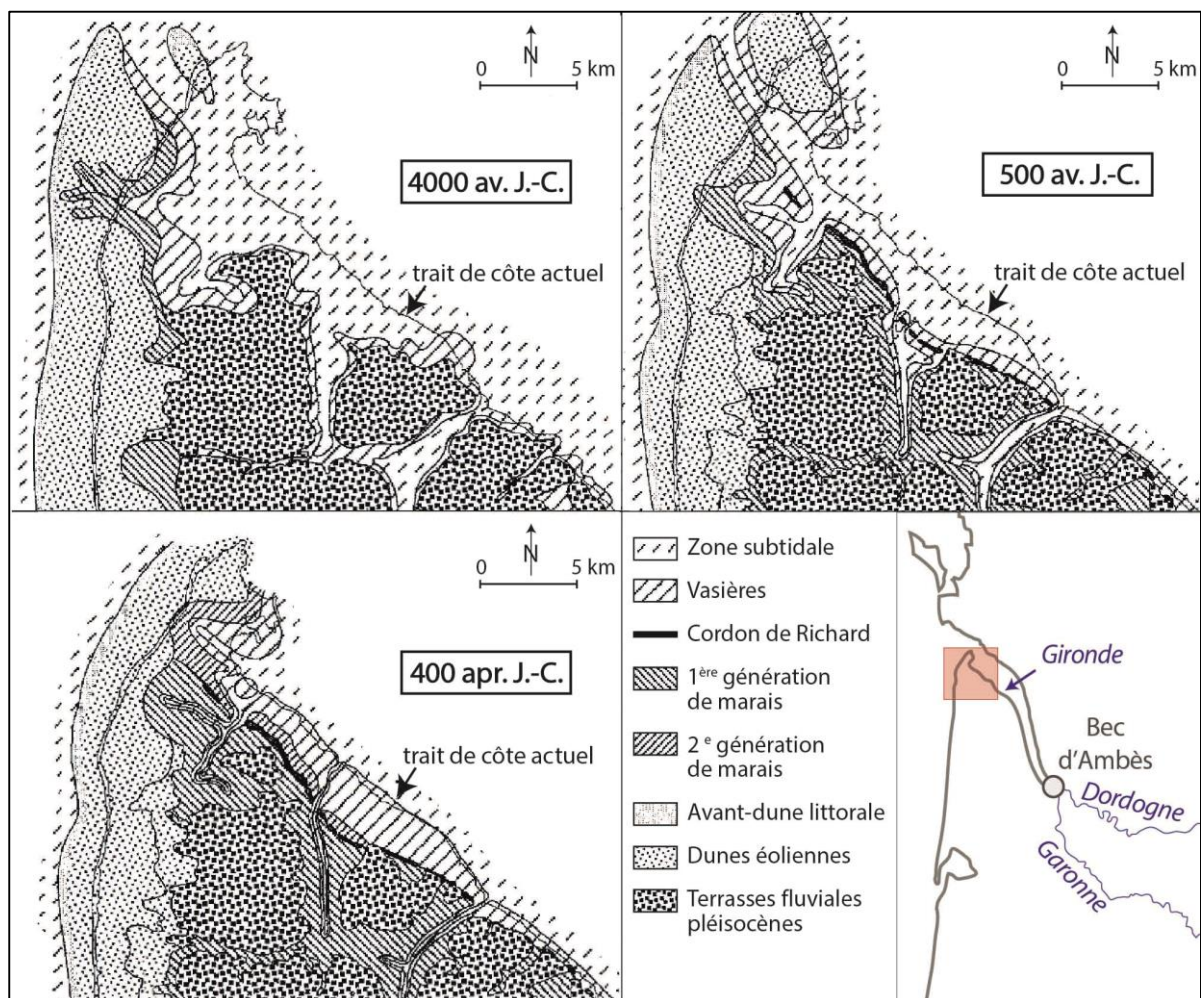 N
0 5 km
4000 av. J.-C.
trait de côte actuel
N
0 5 km
500 av. J.-C.
trait de côte actuel
N
0 5 km
400 apr. J.-C.
trait de côte actuel
Zone subtidale
Vasières
Cordon de Richard
1ère génération
de marais
2e génération
de marais
Avant-dune littorale
Dunes éoliennes
Terrasses fluviales
pléisocènes
Gironde
Bec
d'Ambès
Dordogne
Garonne